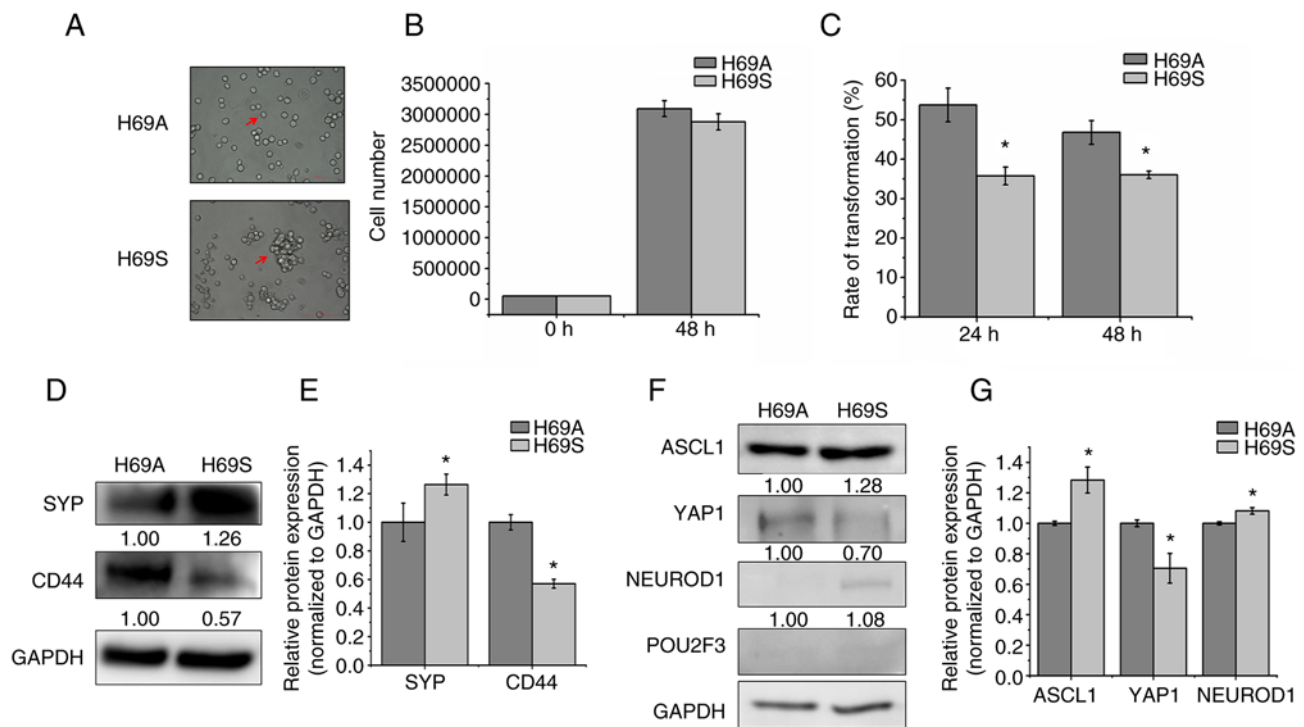 A
H69A
H69S
B
H69A
H69S
Cell number
3500000
3000000
2500000
2000000
1500000
1000000
500000
0
0 h
48 h
C
H69A
H69S
Rate of transformation (%)
60
50
40
30
20
10
0
24 h
48 h
*
*
D
H69A H69S
SYP
1.00 1.26
CD44
1.00 0.57
GAPDH
E
H69A
H69S
Relative protein expression
(normalized to GAPDH)
1.4
1.2
1.0
0.8
0.6
0.4
0.2
0.0
*
*
SYP CD44
F
H69A H69S
ASCL1
1.00 1.28
YAP1
1.00 0.70
NEUROD1
1.00 1.08
POU2F3
GAPDH
G
H69A
H69S
Relative protein expression
(normalized to GAPDH)
1.4
1.2
1.0
0.8
0.6
0.4
0.2
0.0
*
*
*
ASCL1 YAP1 NEUROD1